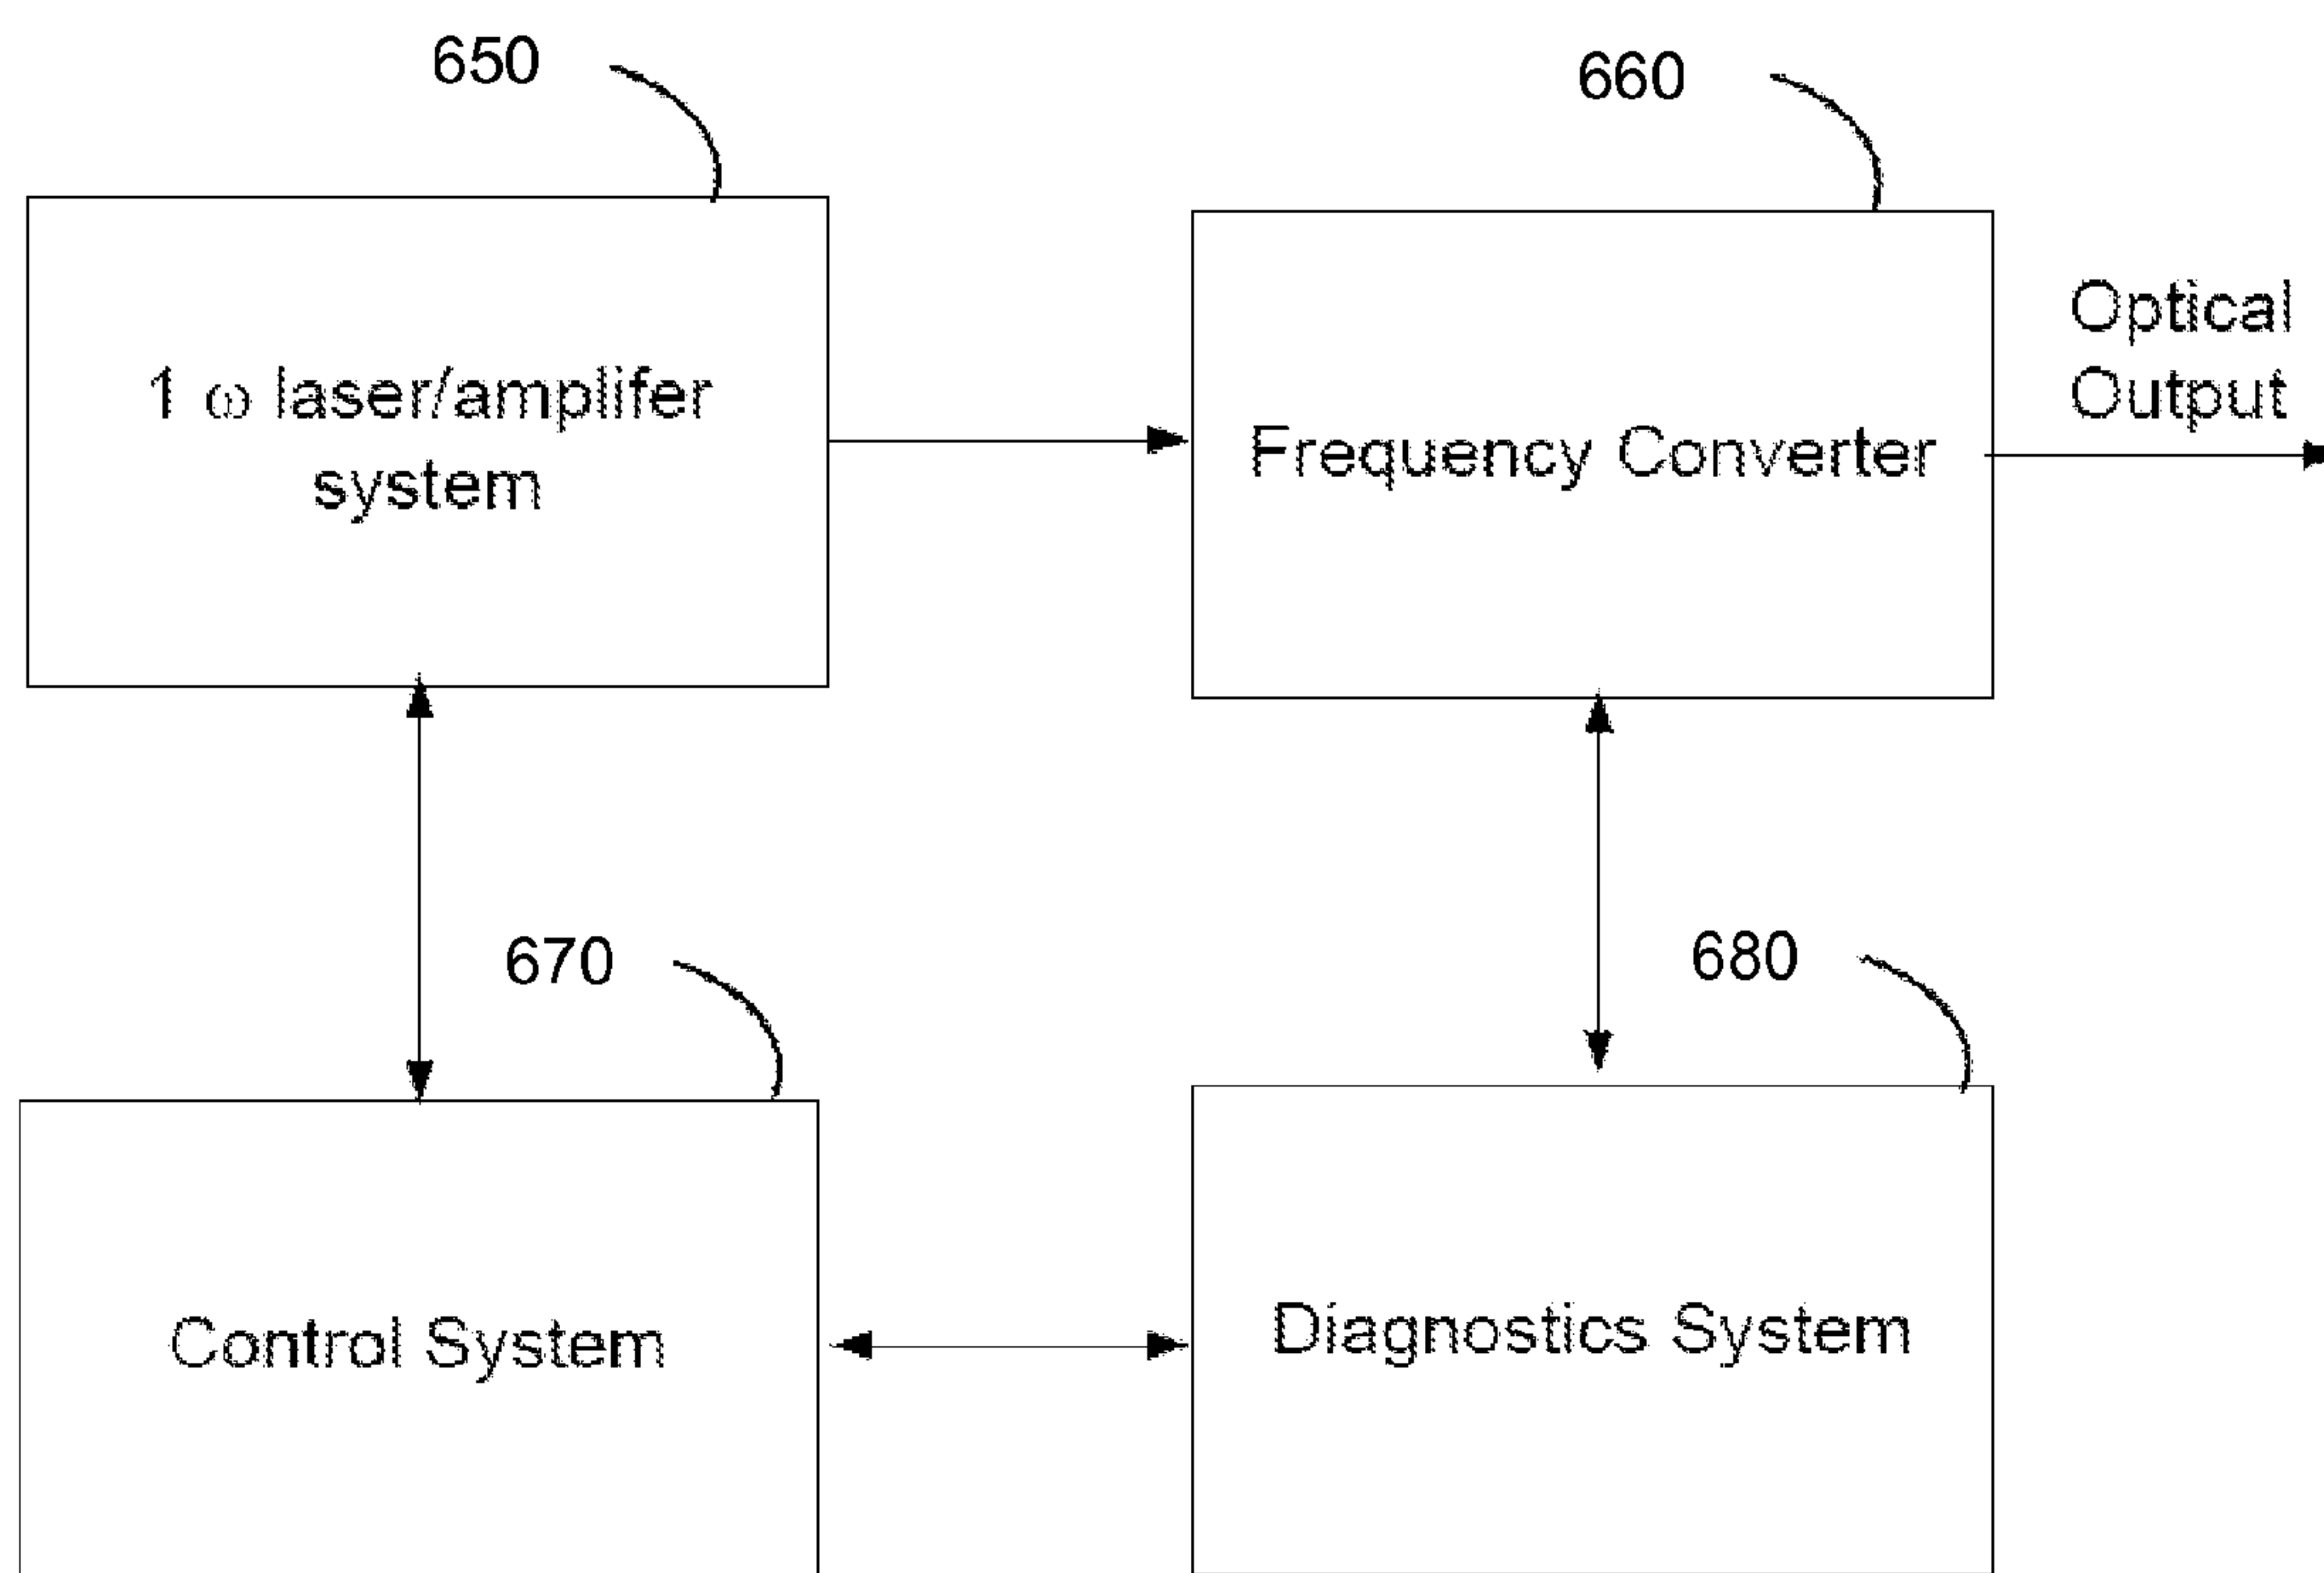 650
660
1 ω laser/amplifer
system
Frequency Converter
Optical
Output
670
680
Control System
Diagnostics System